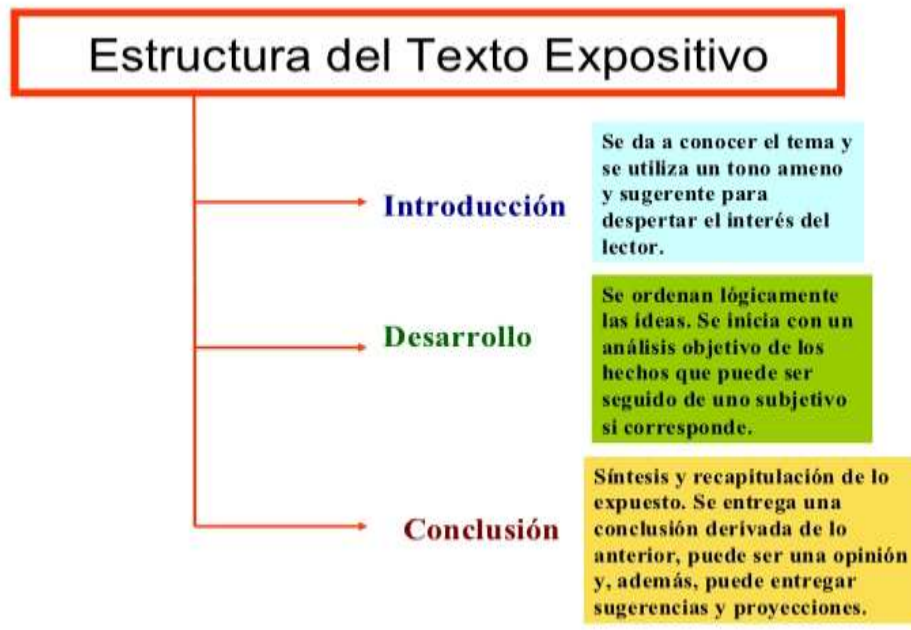 Estructura del Texto Expositivo
Introducción
Se da a conocer el tema y
se utiliza un tono ameno
y sugerente para
despertar el interés del
lector.
Desarrollo
Se ordenan lógicamente
las ideas. Se inicia con un
análisis objetivo de los
hechos que puede ser
seguido de uno subjetivo
si corresponde.
Conclusión
Síntesis y recapitulación de lo
expuesto. Se entrega una
conclusión derivada de lo
anterior, puede ser una opinión
y, además, puede entregar
sugerencias y proyecciones.